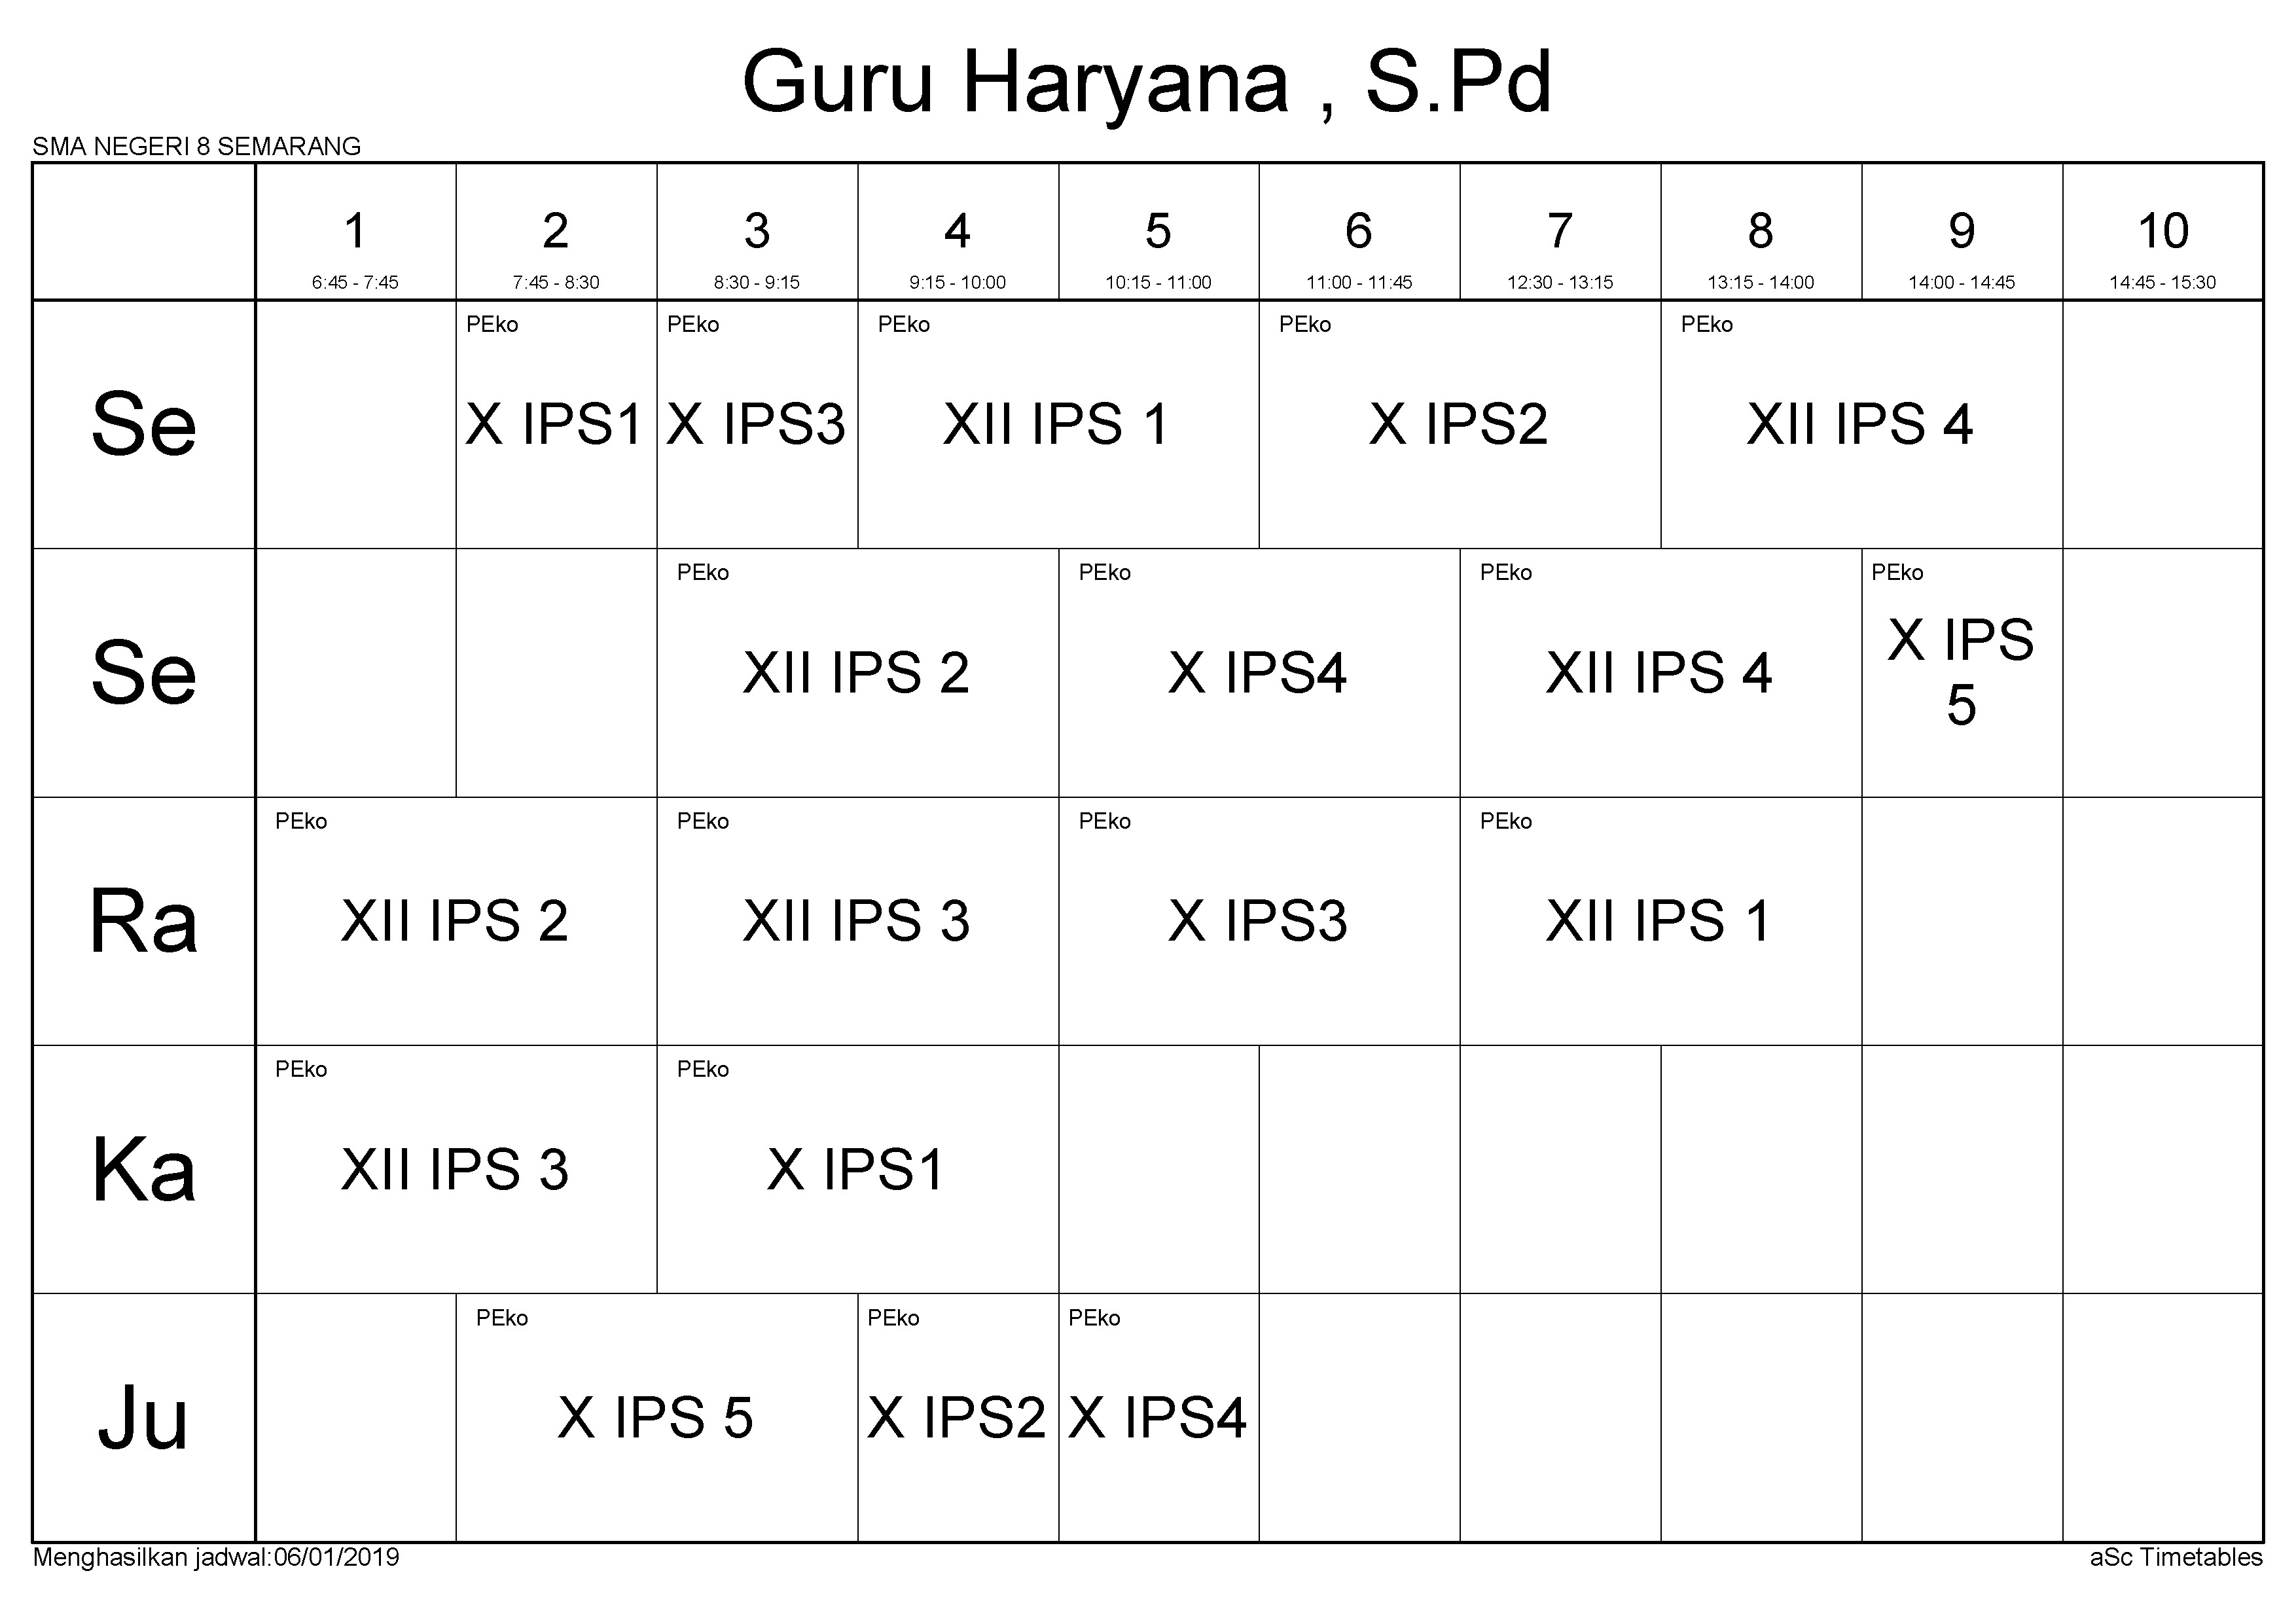 Guru Haryana , S.Pd
SMA NEGERI 8 SEMARANG
1 2 3 4 5 6 7 8 9 10
6:45 - 7:45 7:45 - 8:30 8:30 - 9:15 9:15 - 10:00 10:15 - 11:00 11:00 - 11:45 12:30 - 13:15 13:15 - 14:00 14:00 - 14:45 14:45 - 15:30
PEko PEko PEko PEko PEko
Se X IPS1 X IPS3 XII IPS 1 X IPS2 XII IPS 4
PEko PEko PEko PEko
Se XII IPS 2 X IPS4 XII IPS 4 X IPS
5
PEko PEko PEko PEko
Ra XII IPS 2 XII IPS 3 X IPS3 XII IPS 1
PEko PEko
Ka XII IPS 3 X IPS1
PEko PEko PEko
Ju X IPS 5 X IPS2 X IPS4
Menghasilkan jadwal:06/01/2019 aSc Timetables